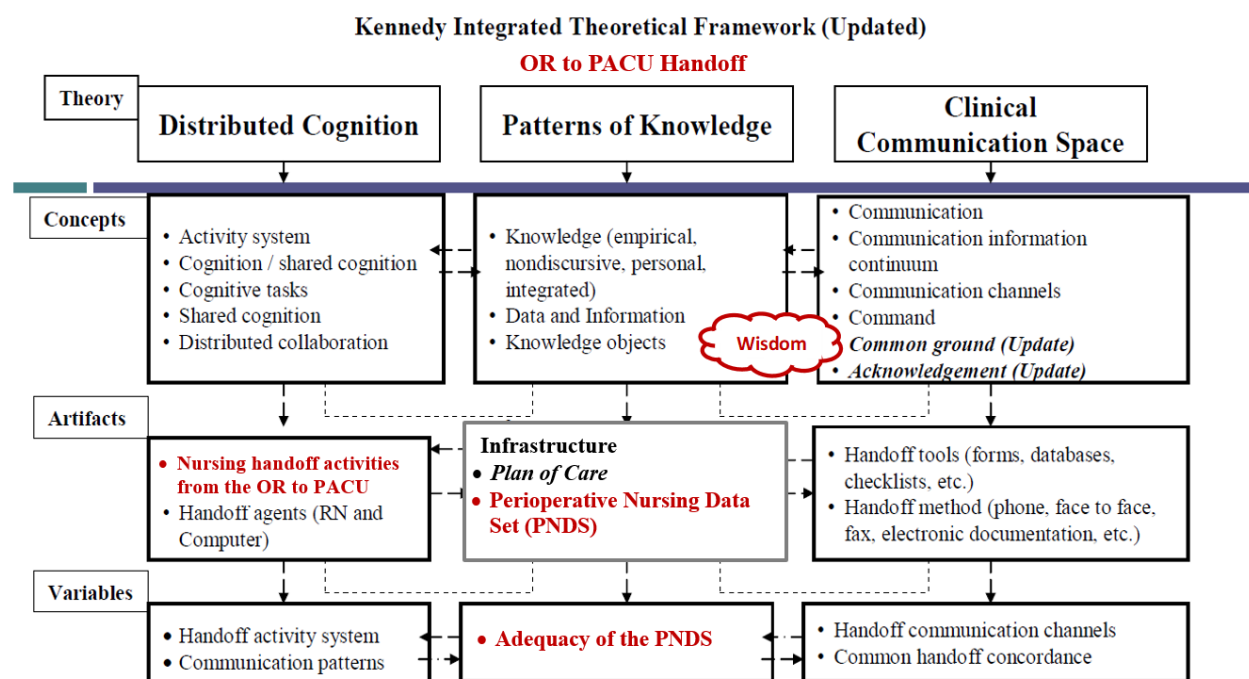 Kennedy Integrated Theoretical Framework (Updated)
OR to PACU Handoff
Theory
Distributed Cognition
Patterns of Knowledge
Clinical
Communication Space
Concepts
• Activity system
• Cognition / shared cognition
• Cognitive tasks
• Shared cognition
• Distributed collaboration
• Knowledge (empirical,
nondiscursive, personal,
integrated)
• Data and Information
• Knowledge objects
Wisdom
• Communication
• Communication information
continuum
• Communication channels
• Command
Common ground (Update)
• Acknowledgement (Update)
Artifacts
• Nursing handoff activities
from the OR to PACU
• Handoff agents (RN and
Computer)
Infrastructure
• Plan of Care
• Perioperative Nursing Data
Set (PNDS)
• Handoff tools (forms, databases,
checklists, etc.)
• Handoff method (phone, face to face,
fax, electronic documentation, etc.)
Variables
• Handoff activity system
• Communication patterns
• Adequacy of the PNDS
• Handoff communication channels
• Common handoff concordance